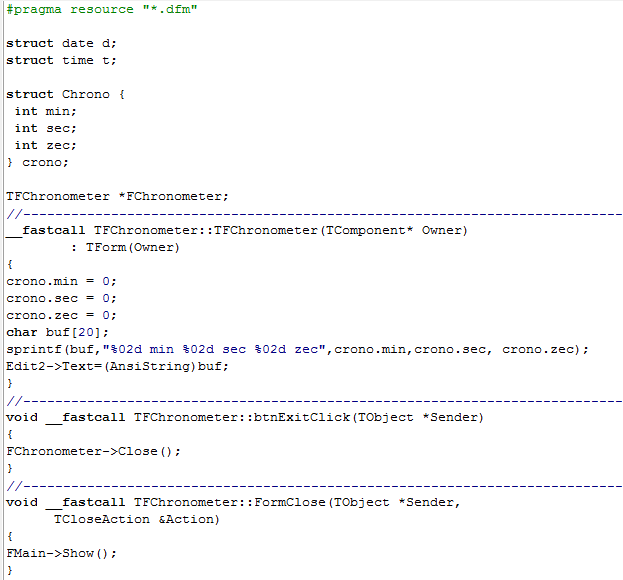 #pragma resource "*.dfm"
struct date d;
struct time t;
struct Chrono {
int min;
int sec;
int zec;
} crono;
TFChronometer *FChronometer;
//---------------------------------------------------------------------------
__fastcall TFChronometer::TFChronometer(TComponent* Owner)
: TForm(Owner)
{
crono.min = 0;
crono.sec = 0;
crono.zec = 0;
char buf[20];
sprintf(buf,"%02d min %02d sec %02d zec",crono.min,crono.sec, crono.zec);
Edit2->Text=(AnsiString)buf;
}
//---------------------------------------------------------------------------
void __fastcall TFChronometer::btnExitClick(TObject *Sender)
{
FChronometer->Close();
}
//---------------------------------------------------------------------------
void __fastcall TFChronometer::FormClose(TObject *Sender,
TCloseAction &Action)
{
FMain->Show();
}